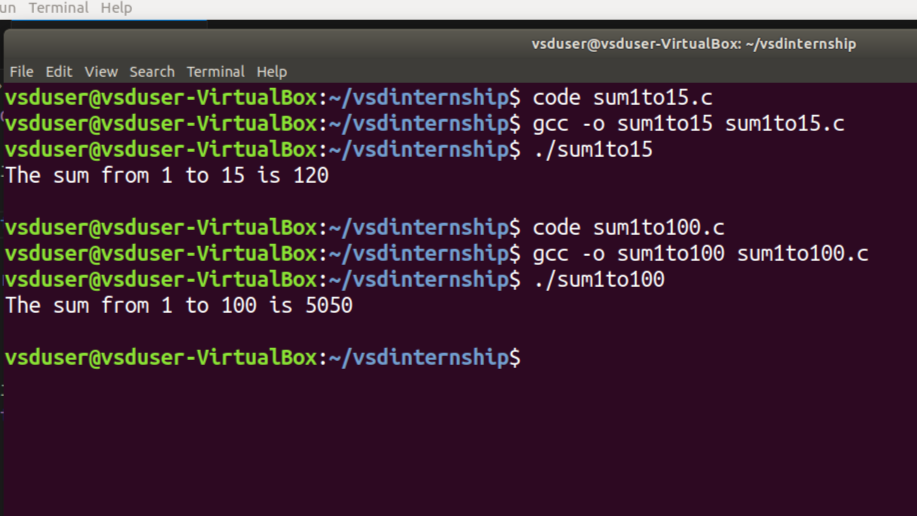 un Terminal Help
vsduser@vsduser-VirtualBox: ~/vsdinternship
File Edit View Search Terminal Help
vsduser@vsduser-VirtualBox:~/vsdinternship$ code sum1to15.c
vsduser@vsduser-VirtualBox:~/vsdinternship$ gcc -o sum1to15 sum1to15.c
vsduser@vsduser-VirtualBox:~/vsdinternship$ ./sum1to15
The sum from 1 to 15 is 120
vsduser@vsduser-VirtualBox:~/vsdinternship$ code sum1to100.c
vsduser@vsduser-VirtualBox:~/vsdinternship$ gcc -o sum1to100 sum1to100.c
vsduser@vsduser-VirtualBox:~/vsdinternship$ ./sum1to100
The sum from 1 to 100 is 5050
vsduser@vsduser-VirtualBox:~/vsdinternship$